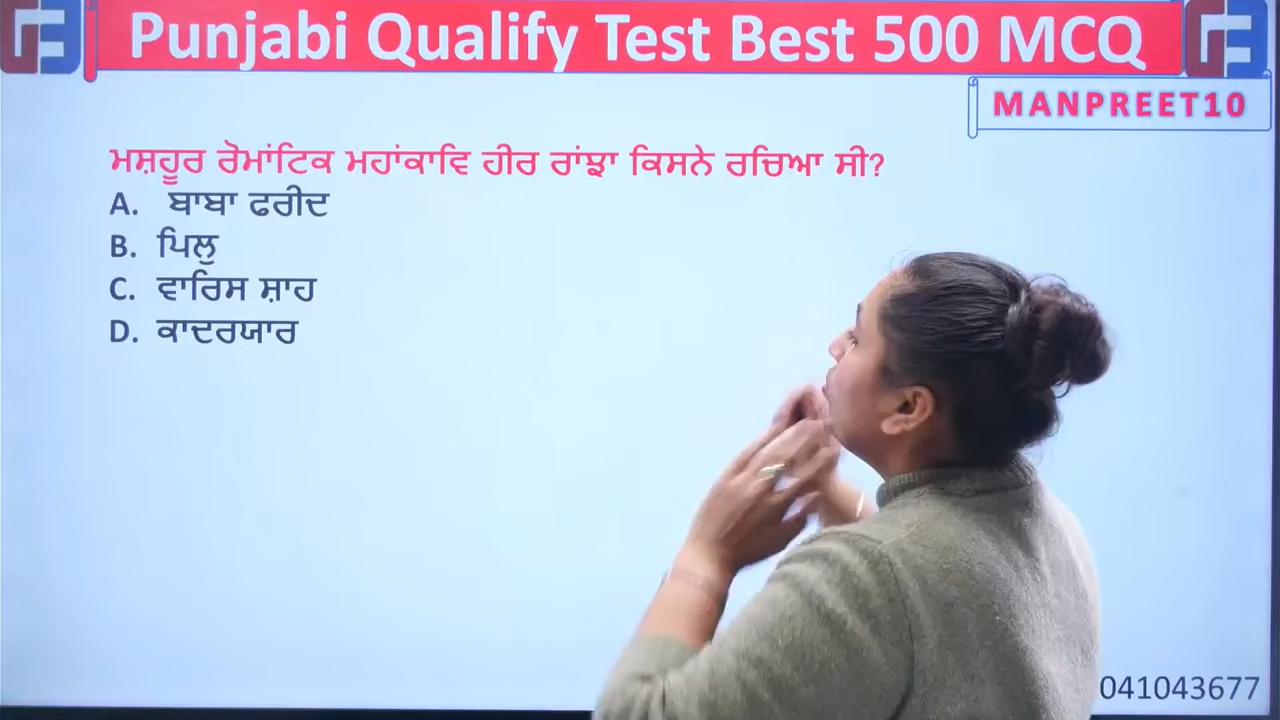 Punjabi Qualify Test Best 500 MCQ
MANPREET10
ਮਸ਼ਹੂਰ ਰੋਮਾਂਟਿਕ ਮਹਾਂਕਾਵਿ ਹੀਰ ਰਾਂਝਾ ਕਿਸਨੇ ਰਚਿਆ ਸੀ?
A. ਬਾਬਾ ਫਰੀਦ
B. ਪਿਲੁ
C. ਵਾਰਿਸ ਸ਼ਾਹ
D. ਕਾਦਰਯਾਰ
041043677